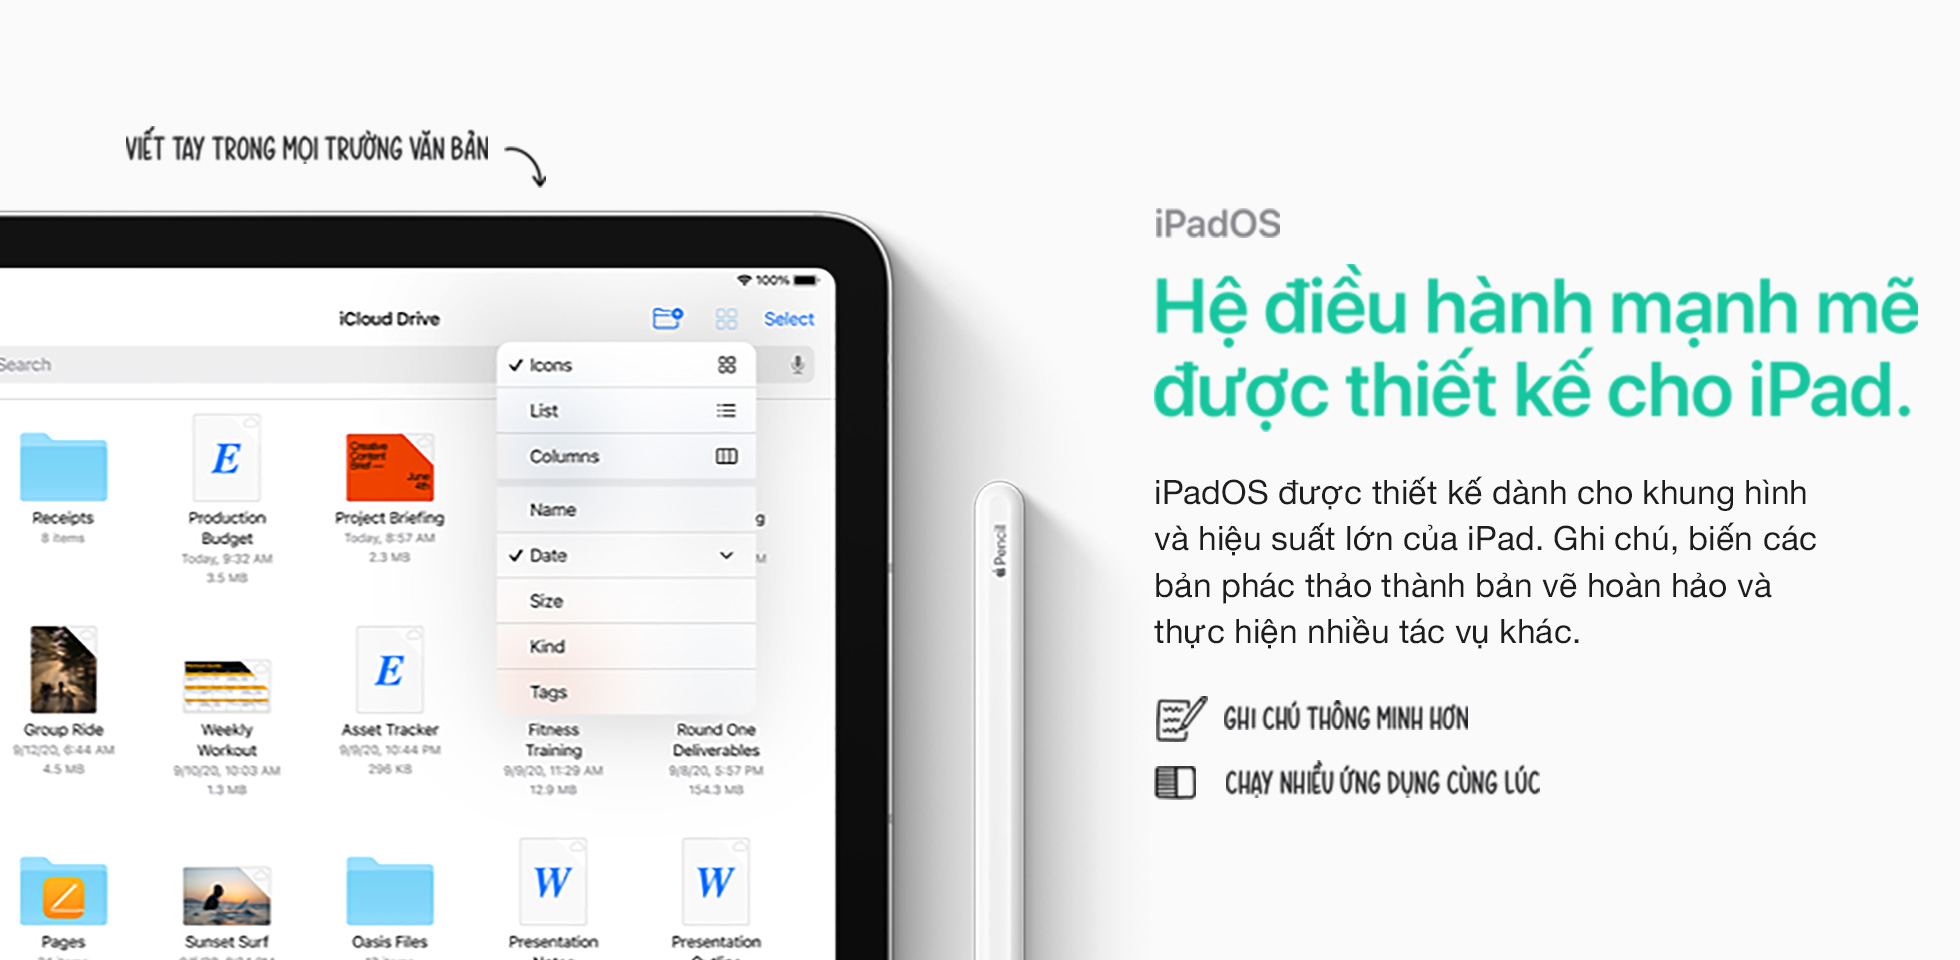 VIẾT TAY TRONG MỌI TRƯỜNG VĂN BẢN
100%
iCloud Drive
Select
Search
Icons
List
Columns
Name
Date
Size
Kind
Tags
Receipts
8 items
Production
Budget
Today, 9:32 AM
3.5 MB
Creative
Content
Brief—
June
4th
Project Briefing
Today, 8:57 AM
2.3 MB
g
M
Group Ride
9/12/20, 6:44 AM
4.5 MB
Weekly
Workout
9/10/20, 10:03 AM
1.3 MB
Asset Tracker
9/9/20, 10:44 PM
296 KB
Fitness
Training
9/9/20, 11:29 AM
12.9 MB
Round One
Deliverables
9/8/20, 5:57 PM
154.3 MB
Pages
Sunset Surf
Oasis Files
Presentation
Presentation
E
E
W
W
Pencil
iPadOS
Hệ điều hành mạnh mẽ
được thiết kế cho iPad.
iPadOS được thiết kế dành cho khung hình
và hiệu suất lớn của iPad. Ghi chú, biến các
bản phác thảo thành bản vẽ hoàn hảo và
thực hiện nhiều tác vụ khác.
GHI CHÚ THÔNG MINH HƠN
CHẠY NHIỀU ỨNG DỤNG CÙNG LÚC